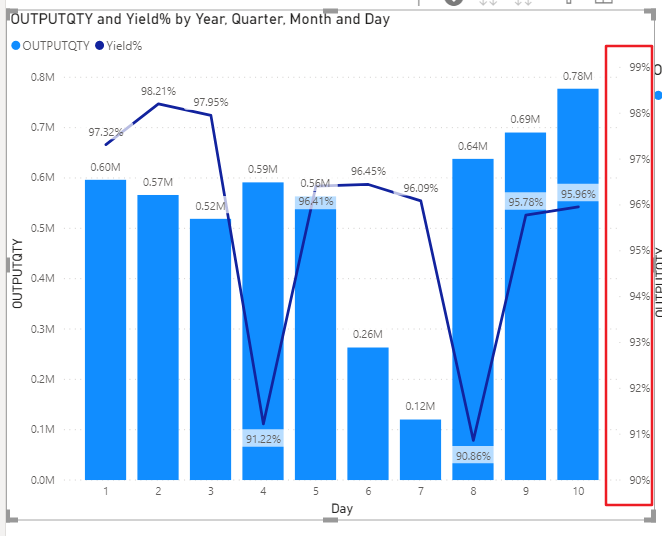 OUTPUTQTY and Yield% by Year, Quarter, Month and Day
OUTPUTQTY Yield%
0.8M
0.7M
0.6M
0.5M
0.4M
0.3M
0.2M
0.1M
0.0M
OUTPUTQTY
97.32%
98.21%
97.95%
91.22%
96.41%
96.45%
96.09%
90.86%
95.78%
95.96%
0.60M
0.57M
0.52M
0.59M
0.56M
0.26M
0.12M
0.64M
0.69M
0.78M
99%
98%
97%
96%
95%
94%
93%
92%
91%
90%
1 2 3 4 5 6 7 8 9 10
Day